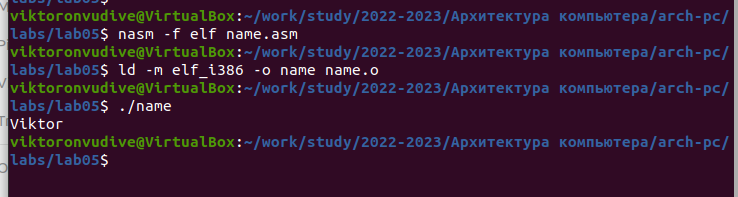 viktoronvudive@VirtualBox:~/work/study/2022-2023/Архитектура компьютера/arch-pc/
labs/lab05$ nasm -f elf name.asm
viktoronvudive@VirtualBox:~/work/study/2022-2023/Архитектура компьютера/arch-pc/
labs/lab05$ ld -m elf_i386 -o name name.o
viktoronvudive@VirtualBox:~/work/study/2022-2023/Архитектура компьютера/arch-pc/
labs/lab05$ ./name
Viktor
viktoronvudive@VirtualBox:~/work/study/2022-2023/Архитектура компьютера/arch-pc/
labs/lab05$